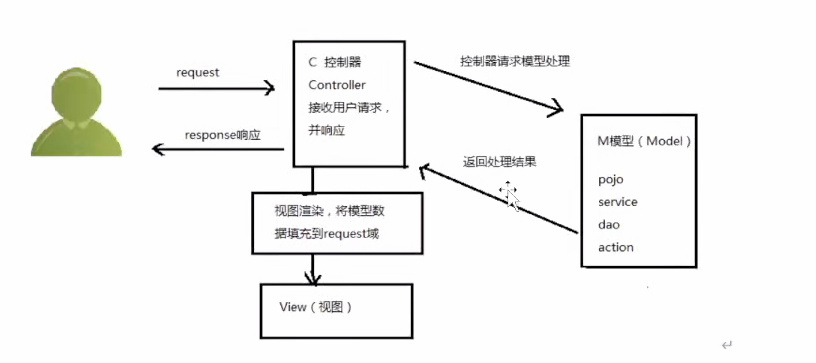 request
response响应
C 控制器
Controller
接收用户请求，
并响应
控制器请求模型处理
返回处理结果
M模型（Model）
pojo
service
dao
action
视图渲染，将模型数
据填充到request域
View（视图）